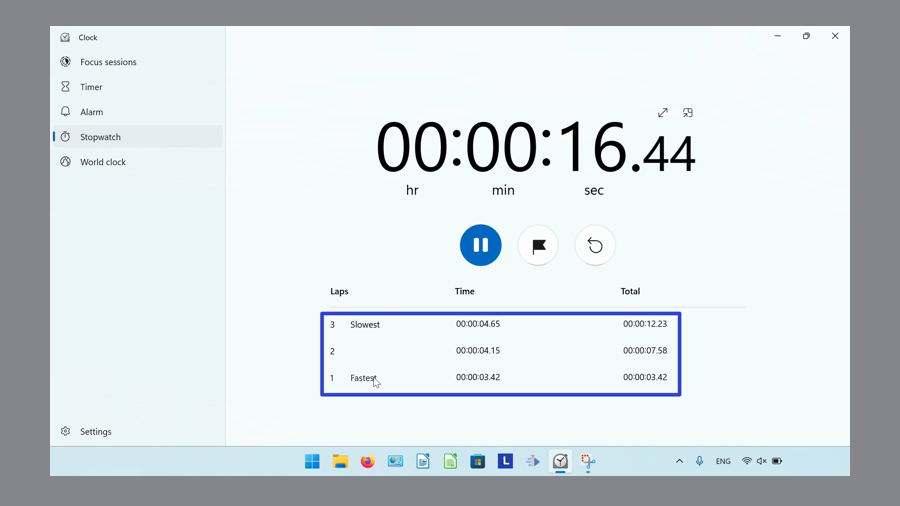 Clock
Focus sessions
Timer
Alarm
Stopwatch
World clock
00:00:16.44
hr min sec
Laps Time Total
3 Slowest 00:00:04.65 00:00:12.23
2 00:00:04.15 00:00:07.58
1 Fastest 00:00:03.42 00:00:03.42
Settings
L ENG